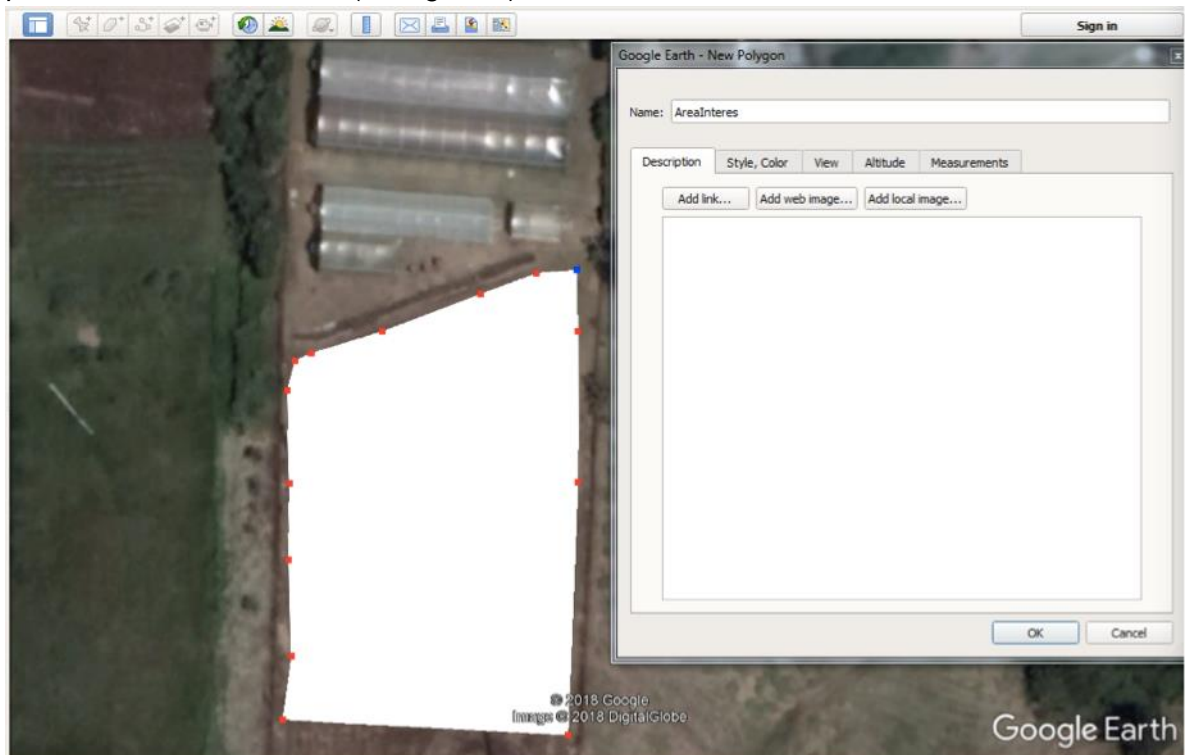 Sign in
Google Earth - New Polygon
Name: AreaInteres
Description Style, Color View Altitude Measurements
Add link... Add web image... Add local image...
OK Cancel
© 2018 Google
Image © 2018 DigitalGlobe
Google Earth